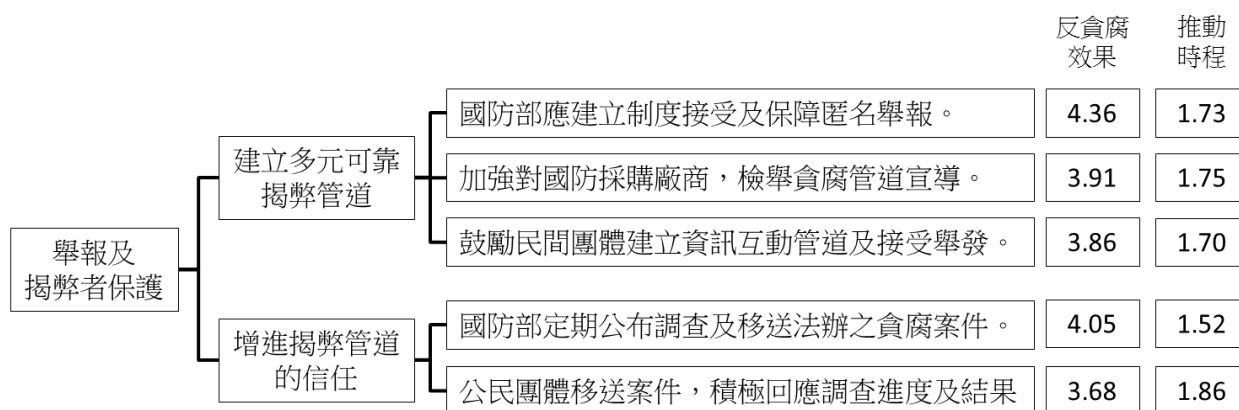 反貪腐
效果
推動
時程
國防部應建立制度接受及保障匿名舉報。
4.36
1.73
建立多元可靠
揭弊管道
加強對國防採購廠商，檢舉貪腐管道宣導。
3.91
1.75
鼓勵民間團體建立資訊互動管道及接受舉發。
3.86
1.70
舉報及
揭弊者保護
國防部定期公布調查及移送法辦之貪腐案件。
4.05
1.52
增進揭弊管道
的信任
公民團體移送案件，積極回應調查進度及結果
3.68
1.86